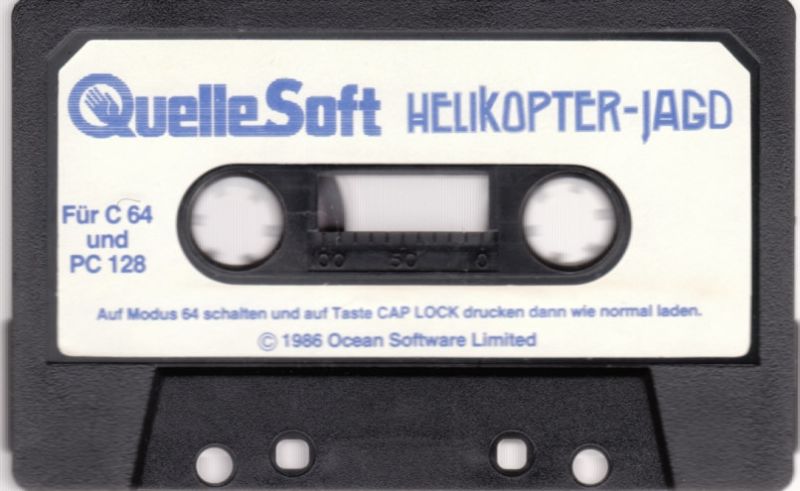 QuelleSoft HELIKOPTER-JAGD
Für C 64
und
PC 128
100 50 0
Auf Modus 64 schalten und auf Taste CAP LOCK drucken dann wie normal laden.
© 1986 Ocean Software Limited